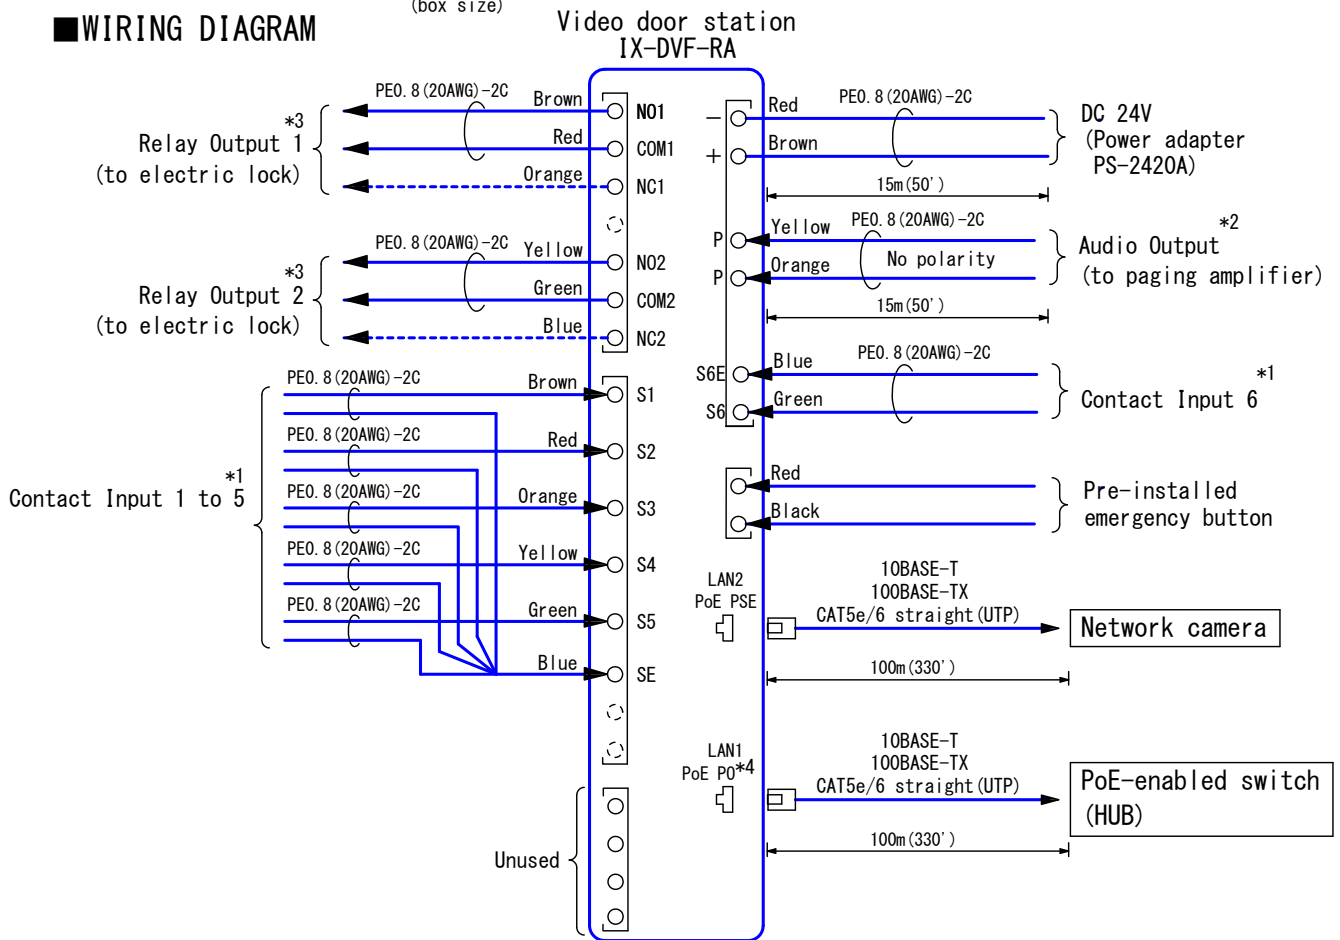 (box size)
■WIRING DIAGRAM
Video door station
IX-DVF-RA
PE0.8(20AWG)-2C
Brown
NO1
Red
COM1
Orange
NC1
*3
Relay Output 1
(to electric lock)
PE0.8(20AWG)-2C
Yellow
NO2
Green
COM2
Blue
NC2
*3
Relay Output 2
(to electric lock)
PE0.8(20AWG)-2C
Brown
S1
PE0.8(20AWG)-2C
Red
S2
PE0.8(20AWG)-2C
Orange
S3
PE0.8(20AWG)-2C
Yellow
S4
PE0.8(20AWG)-2C
Green
S5
Blue
SE
*1
Contact Input 1 to 5
Unused
− Red
PE0.8(20AWG)-2C
+ Brown
DC 24V
(Power adapter
PS-2420A)
15m(50')
P Yellow
PE0.8(20AWG)-2C
P Orange
No polarity
*2
Audio Output
(to paging amplifier)
15m(50')
S6E Blue
PE0.8(20AWG)-2C
S6 Green
*1
Contact Input 6
Red
Black
Pre-installed
emergency button
LAN2
PoE PSE
10BASE-T
100BASE-TX
CAT5e/6 straight(UTP)
Network camera
100m(330')
LAN1
PoE PD*4
10BASE-T
100BASE-TX
CAT5e/6 straight(UTP)
PoE-enabled switch
(HUB)
100m(330')